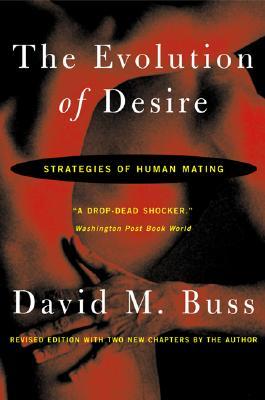 The Evolution
of Desire
STRATEGIES OF HUMAN MATING
"A DROP-DEAD SHOCKER."
Washington Post Book World
David M. Buss
REVISED EDITION WITH TWO NEW CHAPTERS BY THE AUTHOR